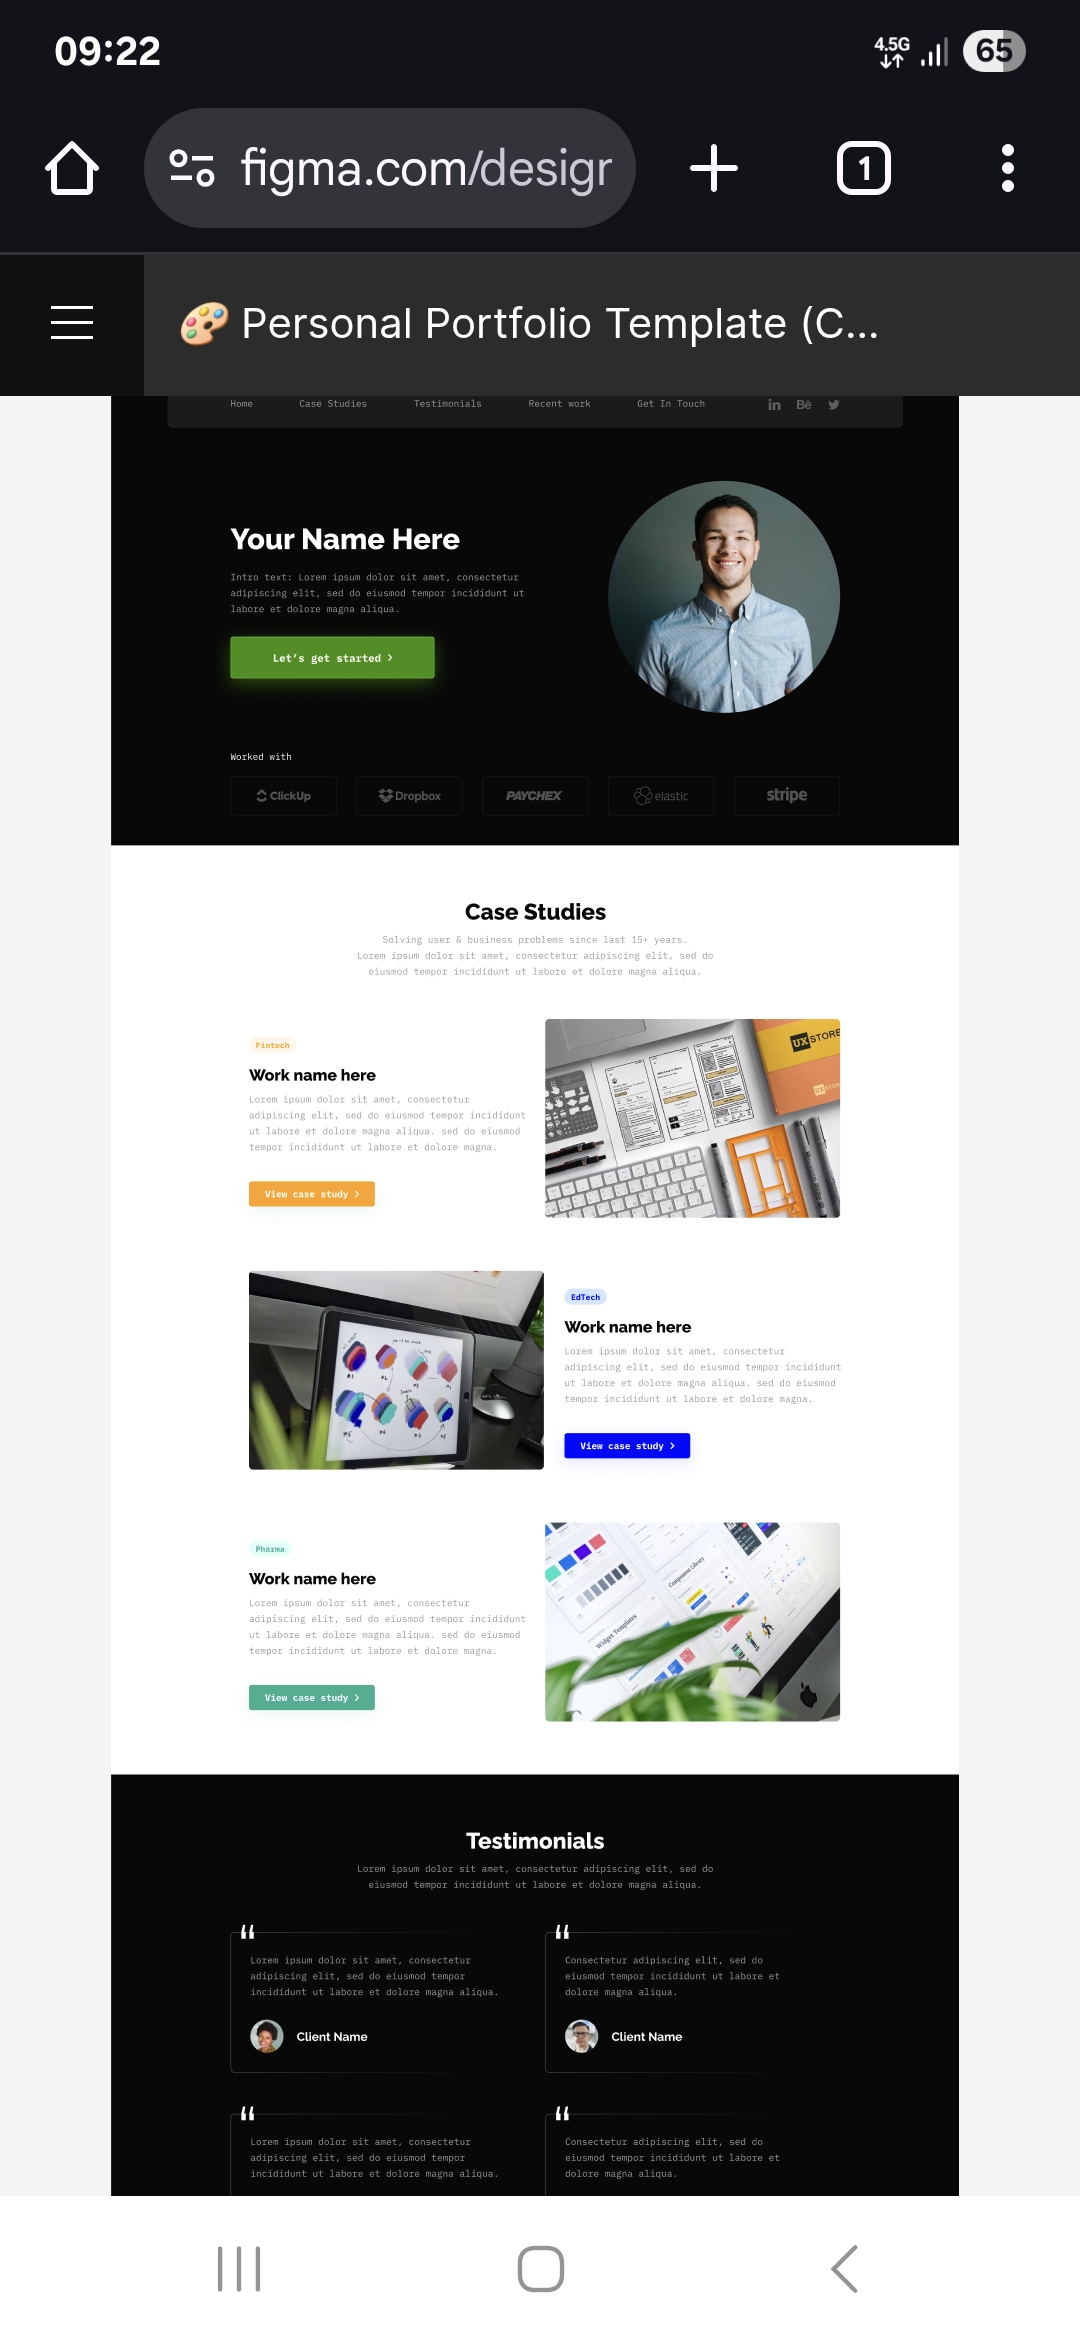 09:22
4.5G
65
figma.com/desigr
1
🎨 Personal Portfolio Template (C...
Home Case Studies Testimonials Recent work Get In Touch in Bē
Your Name Here
Intro text: Lorem ipsum dolor sit amet, consectetur
adipiscing elit, sed do eiusmod tempor incididunt ut
labore et dolore magna aliqua.
Let's get started >
Worked with
ClickUp Dropbox PAYCHEX elastic stripe
Case Studies
Solving user & business problems since last 15+ years.
Lorem ipsum dolor sit amet, consectetur adipiscing elit, sed do
eiusmod tempor incididunt ut labore et dolore magna aliqua.
Fintech
Work name here
Lorem ipsum dolor sit amet, consectetur
adipiscing elit, sed do eiusmod tempor incididunt
ut labore et dolore magna aliqua. sed do eiusmod
tempor incididunt ut labore et dolore magna.
View case study >
UX STORE
EdTech
Work name here
Lorem ipsum dolor sit amet, consectetur
adipiscing elit, sed do eiusmod tempor incididunt
ut labore et dolore magna aliqua. sed do eiusmod
tempor incididunt ut labore et dolore magna.
View case study >
Pharma
Work name here
Lorem ipsum dolor sit amet, consectetur
adipiscing elit, sed do eiusmod tempor incididunt
ut labore et dolore magna aliqua. sed do eiusmod
tempor incididunt ut labore et dolore magna.
View case study >
Component Library
Widget Templates
Testimonials
Lorem ipsum dolor sit amet, consectetur adipiscing elit, sed do
eiusmod tempor incididunt ut labore et dolore magna aliqua.
"
Lorem ipsum dolor sit amet, consectetur
adipiscing elit, sed do eiusmod tempor
incididunt ut labore et dolore magna aliqua.
Client Name
"
Consectetur adipiscing elit, sed do
eiusmod tempor incididunt ut labore et
dolore magna aliqua.
Client Name
"
Lorem ipsum dolor sit amet, consectetur
adipiscing elit, sed do eiusmod tempor
incididunt ut labore et dolore magna aliqua.
"
Consectetur adipiscing elit, sed do
eiusmod tempor incididunt ut labore et
dolore magna aliqua.